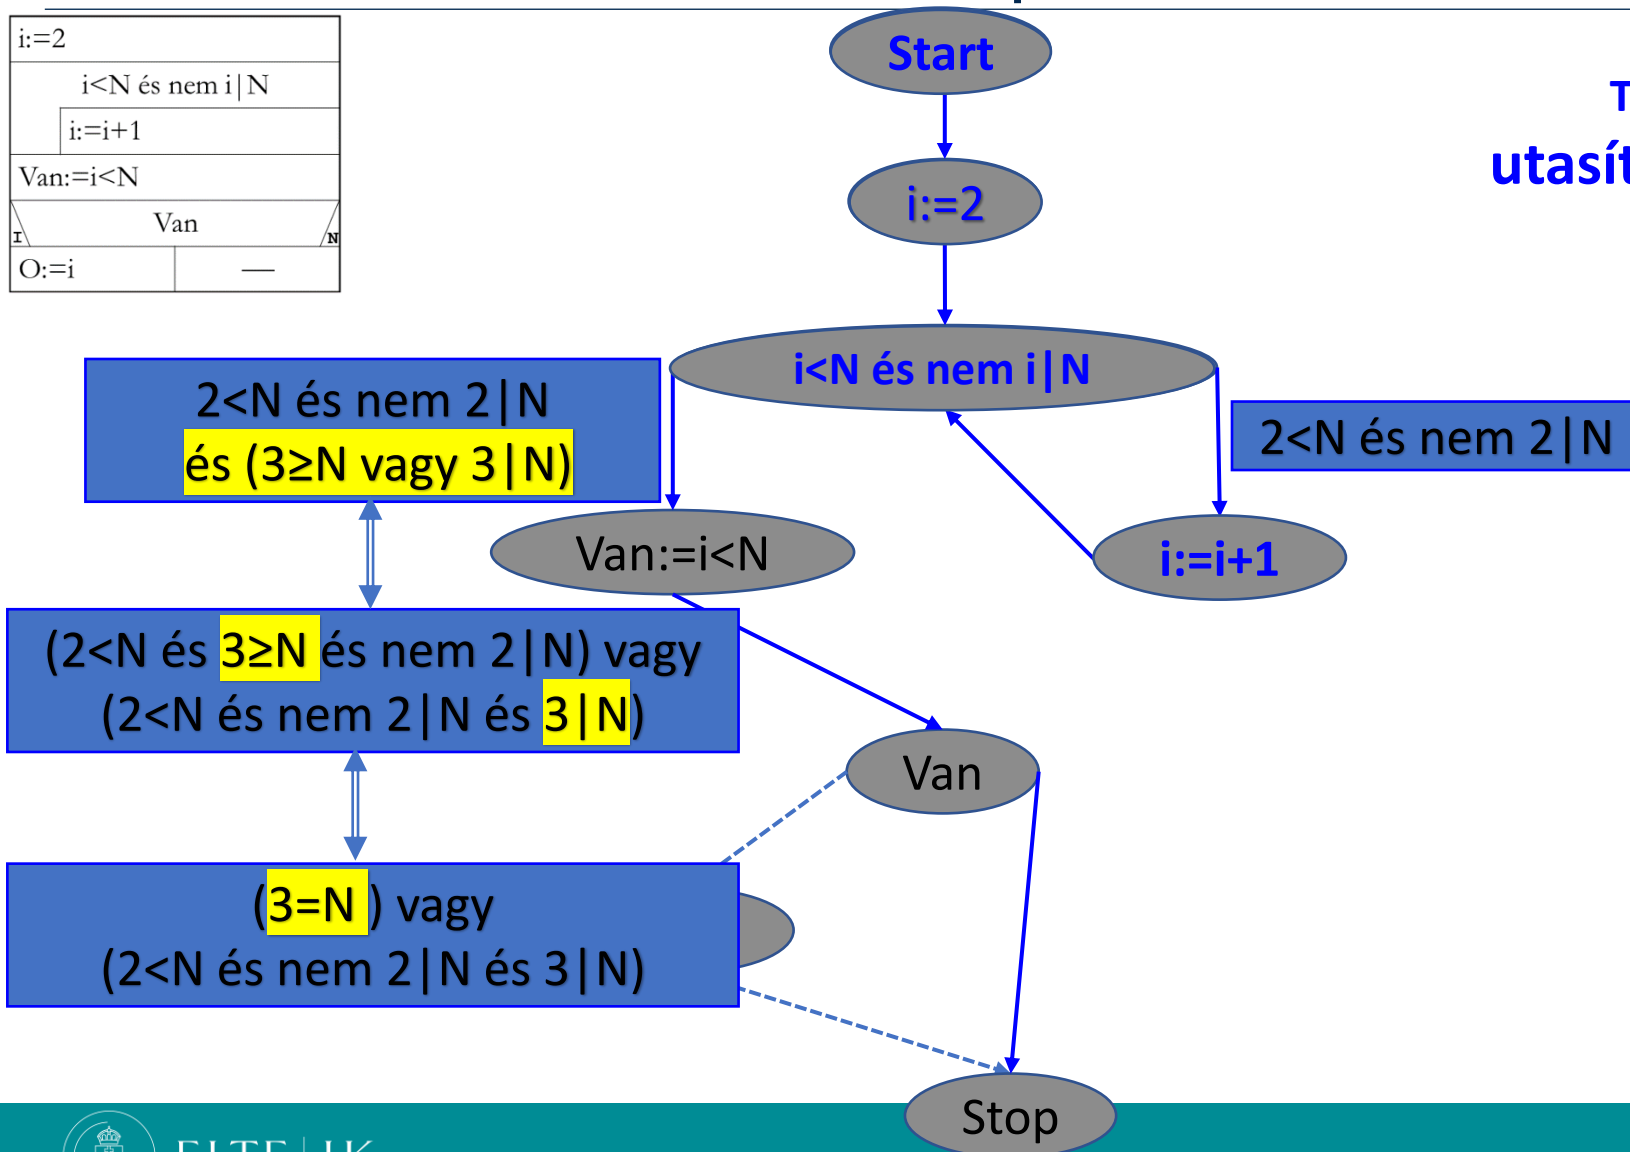 i:=2
i<N és nem i|N
i:=i+1
Van:=i<N
Van
I
N
O:=i
—
Start
i:=2
i<N és nem i|N
2<N és nem 2|N
és (3≥N vagy 3|N)
2<N és nem 2|N
Van:=i<N
i:=i+1
(2<N és 3≥N és nem 2|N) vagy
(2<N és nem 2|N és 3|N)
Van
(3=N ) vagy
(2<N és nem 2|N és 3|N)
Stop
ELTE | IK